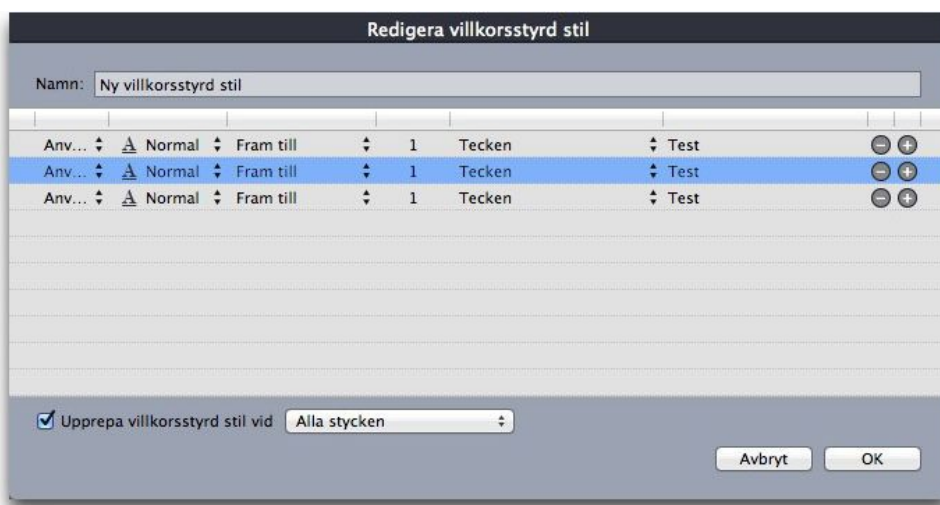 Redigera villkorsstyrd stil
Namn: Ny villkorsstyrd stil
Anv... A Normal Fram till 1 Tecken Test
Anv... A Normal Fram till 1 Tecken Test
Anv... A Normal Fram till 1 Tecken Test
Upprepa villkorsstyrd stil vid Alla stycken
Avbryt OK